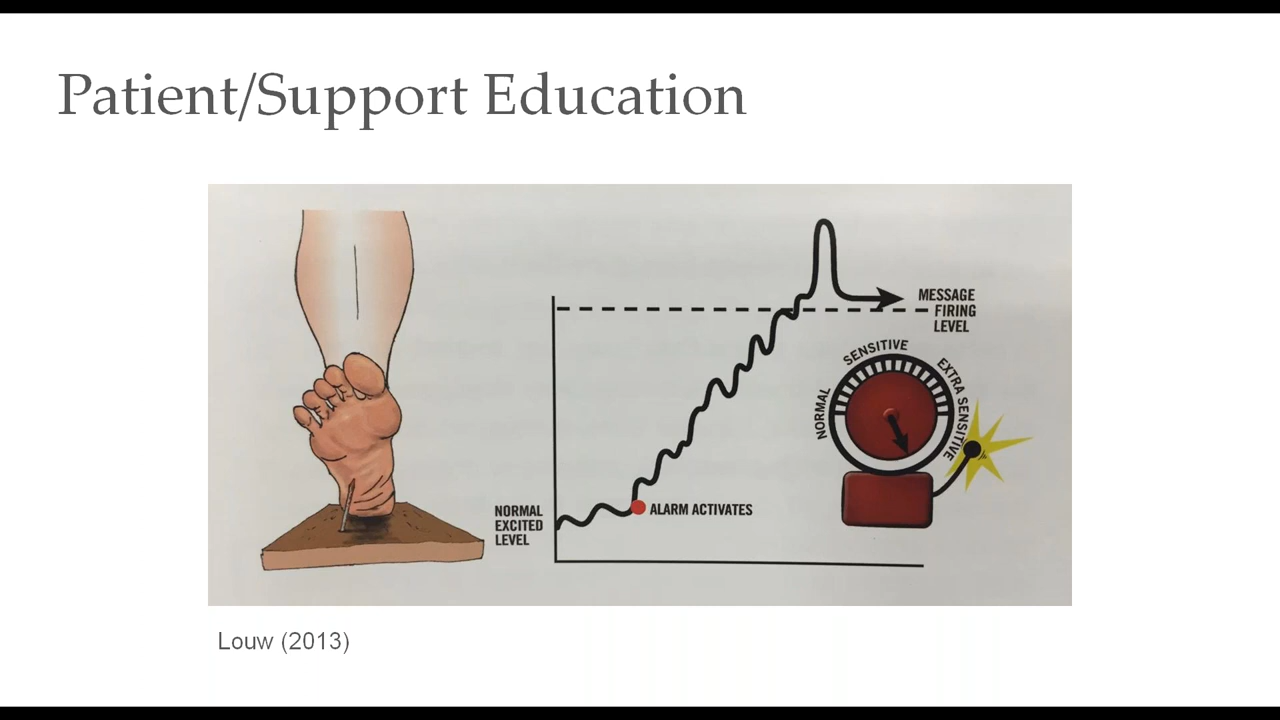 Patient/Support Education
MESSAGE
FIRING
LEVEL
SENSITIVE
NORMAL
EXTRA SENSITIVE
NORMAL
EXCITED
LEVEL
ALARM ACTIVATES
Louw (2013)